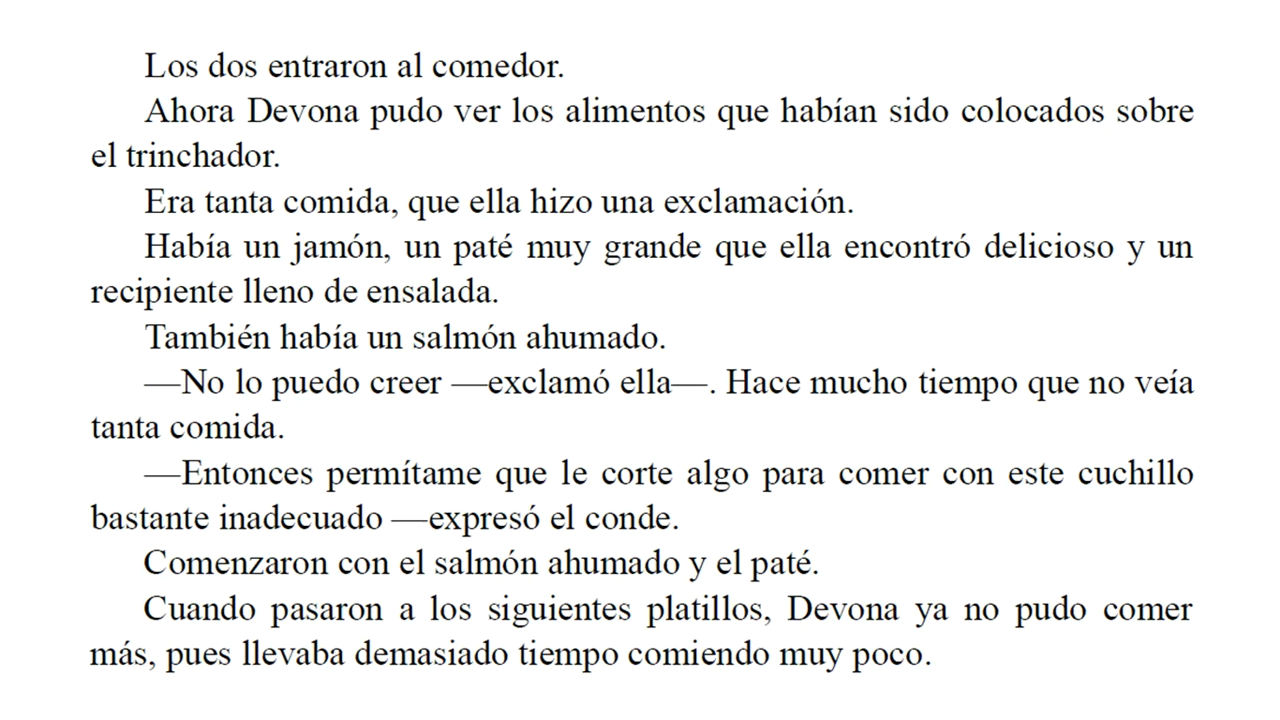 Los dos entraron al comedor.
Ahora Devona pudo ver los alimentos que habían sido colocados sobre
el trinchador.
Era tanta comida, que ella hizo una exclamación.
Había un jamón, un paté muy grande que ella encontró delicioso y un
recipiente lleno de ensalada.
También había un salmón ahumado.
—No lo puedo creer —exclamó ella—. Hace mucho tiempo que no veía
tanta comida.
—Entonces permítame que le corte algo para comer con este cuchillo
bastante inadecuado —expresó el conde.
Comenzaron con el salmón ahumado y el paté.
Cuando pasaron a los siguientes platillos, Devona ya no pudo comer
más, pues llevaba demasiado tiempo comiendo muy poco.